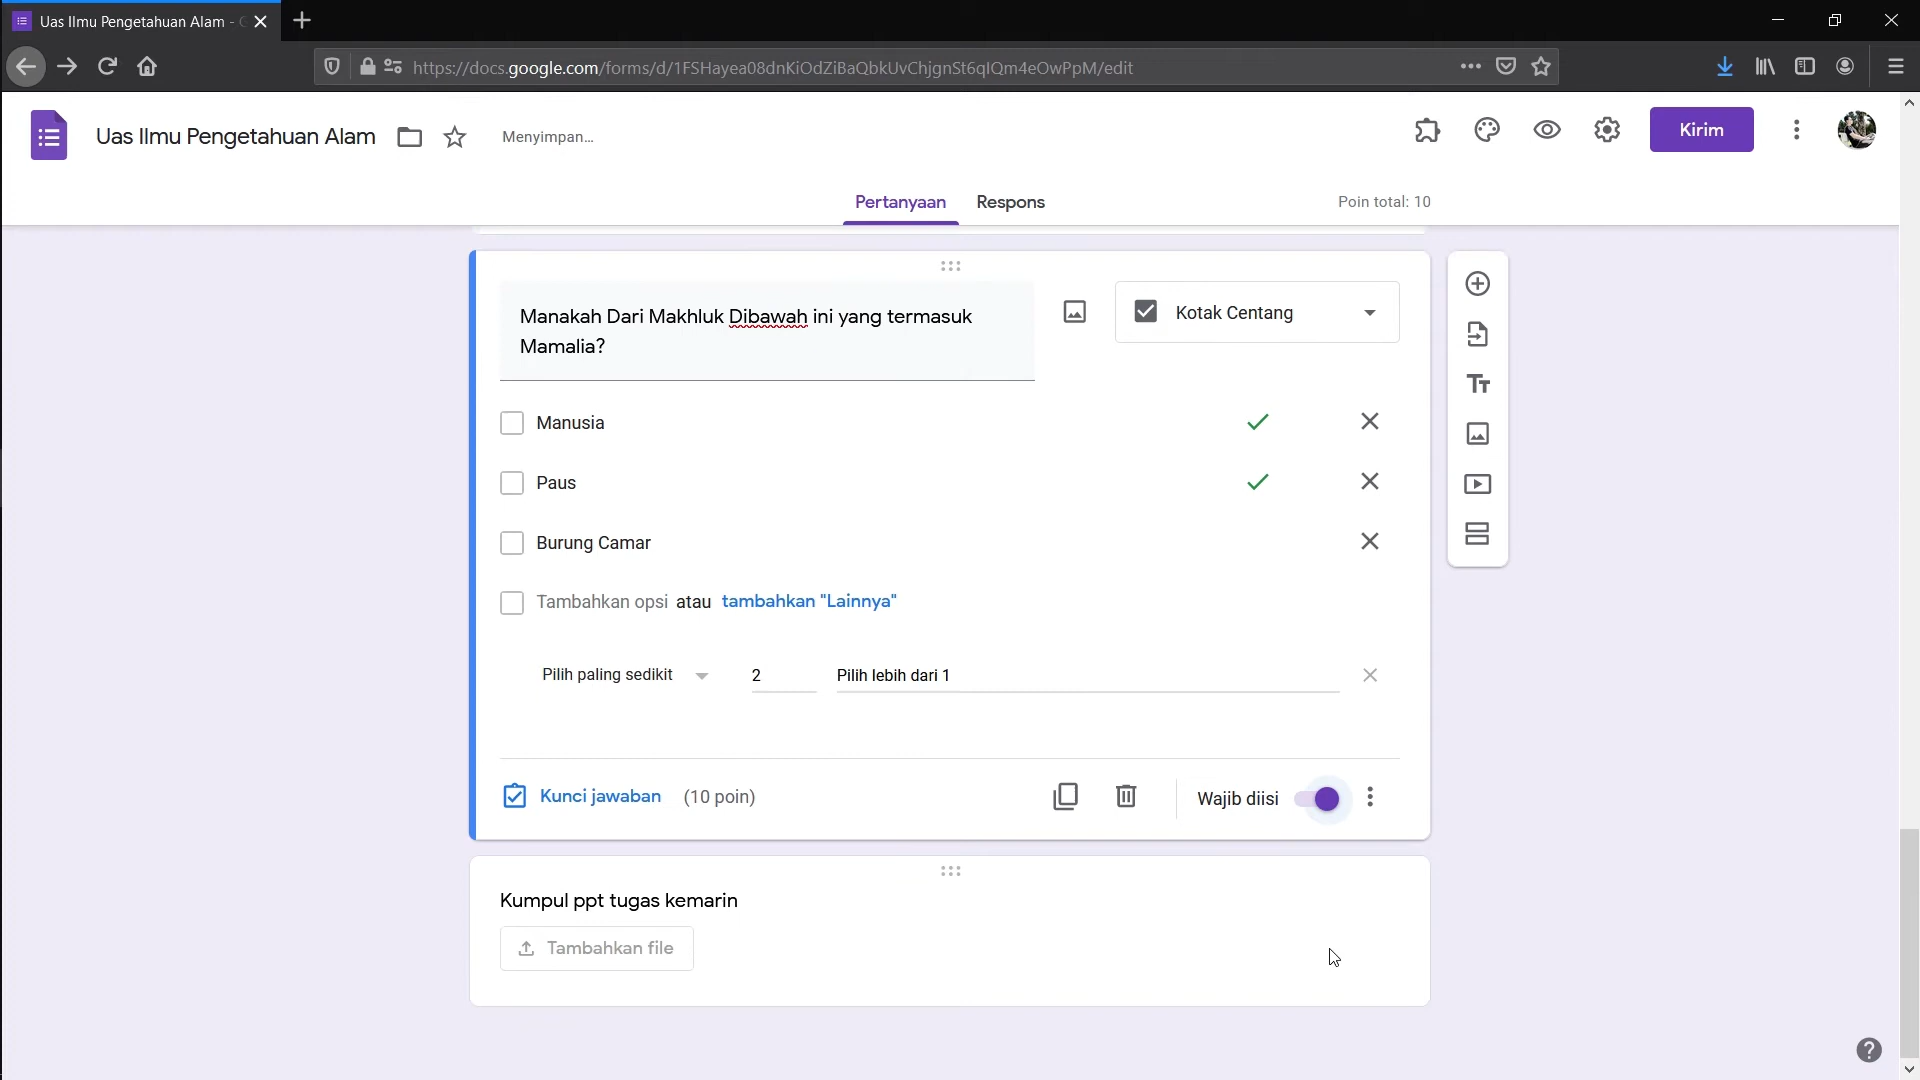 Uas Ilmu Pengetahuan Alam -
https://docs.google.com/forms/d/1FSHayea08dnKiOdZiBaQbkUvChjgnSt6qIQm4eOwPpM/edit
Uas Ilmu Pengetahuan Alam
Menyimpan...
Kirim
Pertanyaan
Respons
Poin total: 10
Manakah Dari Makhluk Dibawah ini yang termasuk
Mamalia?
Kotak Centang
Manusia
Paus
Burung Camar
Tambahkan opsi atau tambahkan "Lainnya"
Pilih paling sedikit
2
Pilih lebih dari 1
Kunci jawaban
(10 poin)
Wajib diisi
Kumpul ppt tugas kemarin
Tambahkan file